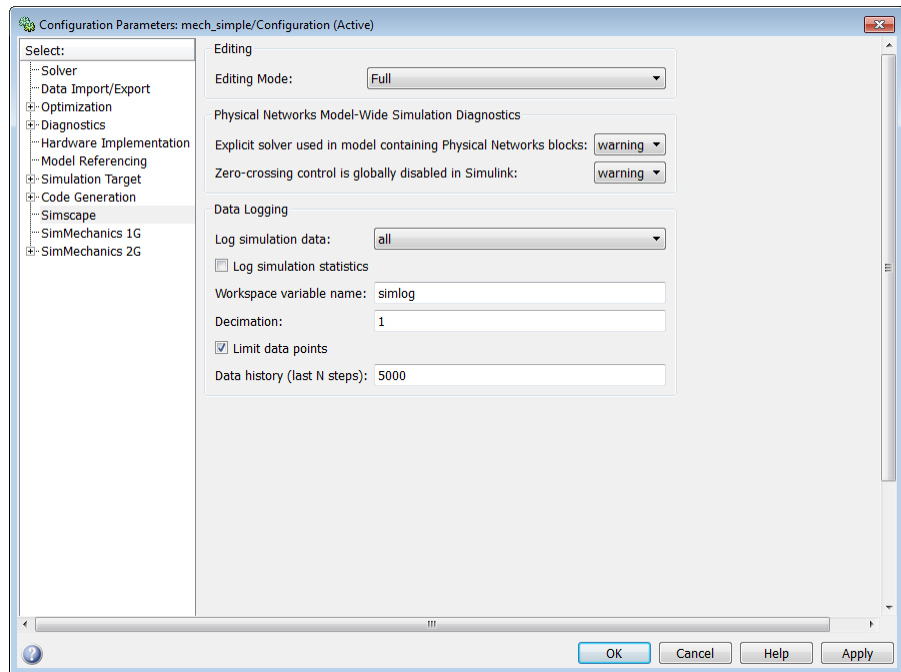 Configuration Parameters: mech_simple/Configuration (Active)
Select:
Solver
Data Import/Export
Optimization
Diagnostics
Hardware Implementation
Model Referencing
Simulation Target
Code Generation
Simscape
SimMechanics 1G
SimMechanics 2G
Editing
Editing Mode: Full
Physical Networks Model-Wide Simulation Diagnostics
Explicit solver used in model containing Physical Networks blocks: warning
Zero-crossing control is globally disabled in Simulink: warning
Data Logging
Log simulation data: all
Log simulation statistics
Workspace variable name: simlog
Decimation: 1
Limit data points
Data history (last N steps): 5000
OK Cancel Help Apply